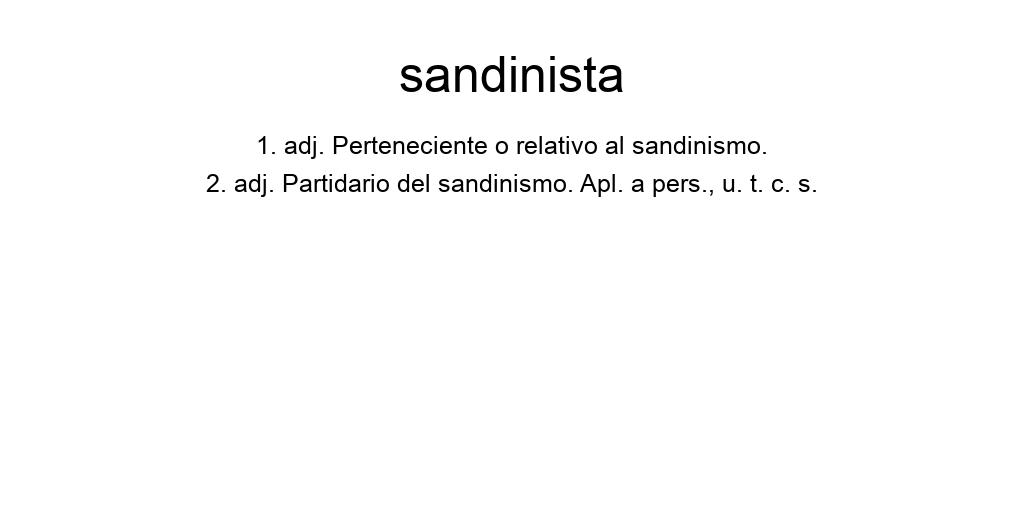 sandinista
1. adj. Perteneciente o relativo al sandinismo.
2. adj. Partidario del sandinismo. Apl. a pers., u. t. c. s.